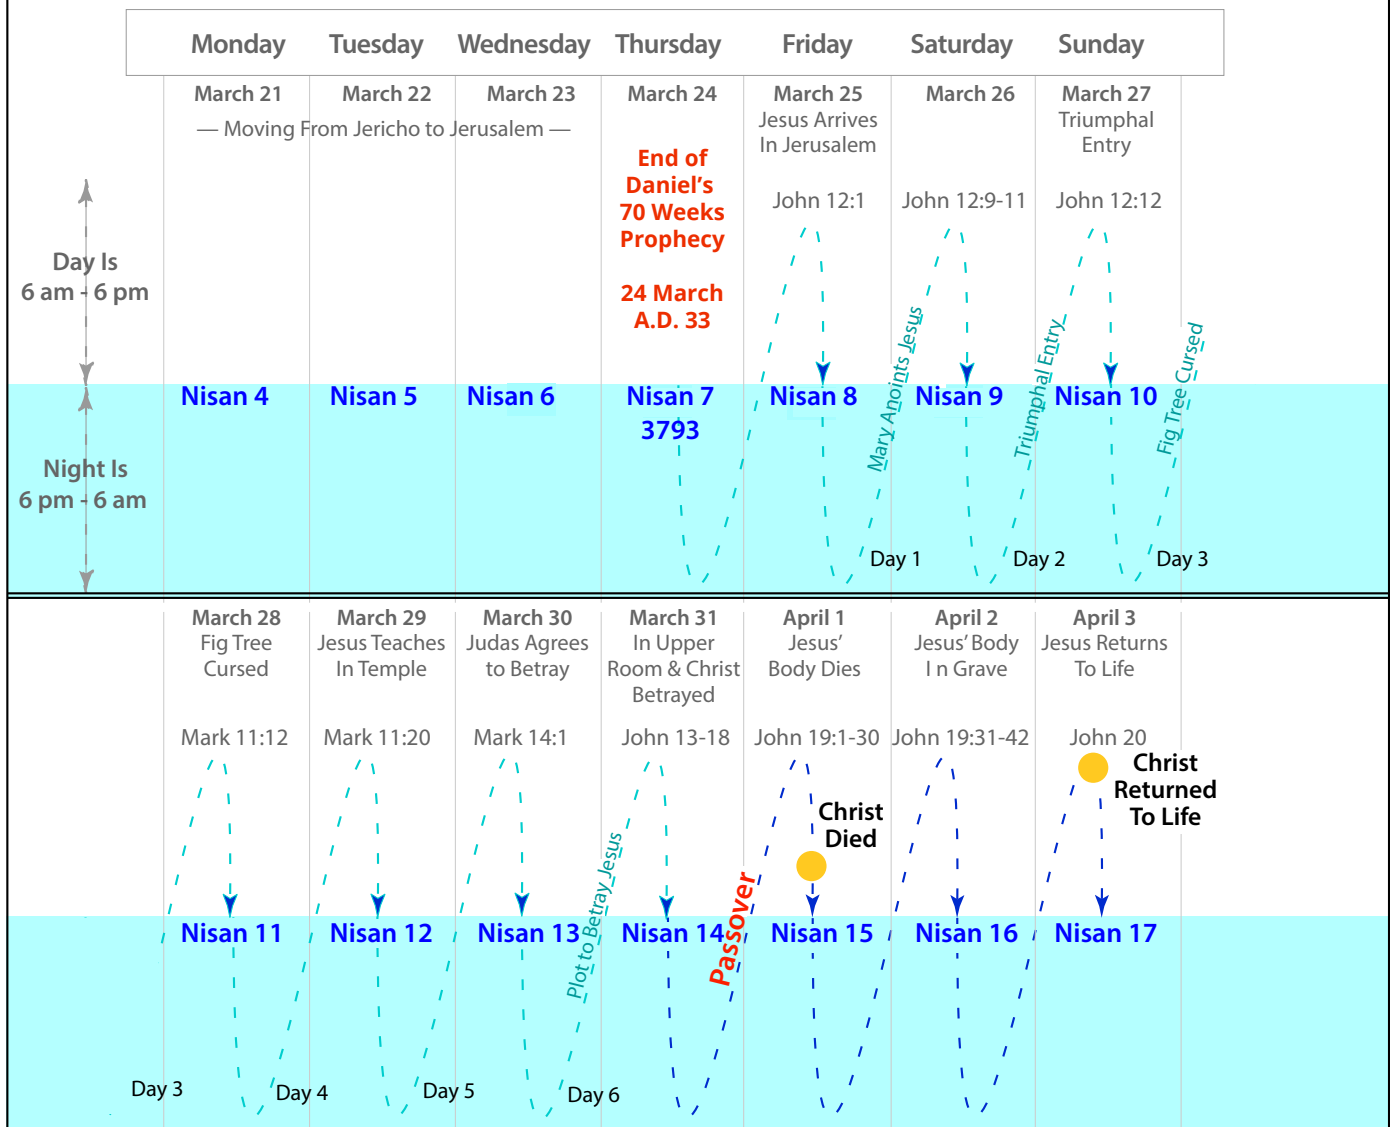 Monday Tuesday Wednesday Thursday Friday Saturday Sunday
March 21 March 22 March 23 March 24 March 25 March 26 March 27
— Moving From Jericho to Jerusalem —
Jesus Arrives
In Jerusalem
Triumphal
Entry
End of
Daniel's
70 Weeks
Prophecy
24 March
A.D. 33
John 12:1 John 12:9-11 John 12:12
Day Is
6 am - 6 pm
Mary Anoints Jesus
Triumphal Entry
Fig Tree Cursed
Nisan 4 Nisan 5 Nisan 6 Nisan 7 Nisan 8 Nisan 9 Nisan 10
3793
Night Is
6 pm - 6 am
Day 1 Day 2 Day 3
March 28 March 29 March 30 March 31 April 1 April 2 April 3
Fig Tree
Cursed
Jesus Teaches
In Temple
Judas Agrees
to Betray
In Upper
Room & Christ
Betrayed
Jesus'
Body Dies
Jesus' Body
I n Grave
Jesus Returns
To Life
Mark 11:12 Mark 11:20 Mark 14:1 John 13-18 John 19:1-30 John 19:31-42 John 20
Christ
Returned
To Life
Christ
Died
Plot to Betray Jesus
Passover
Nisan 11 Nisan 12 Nisan 13 Nisan 14 Nisan 15 Nisan 16 Nisan 17
Day 3 Day 4 Day 5 Day 6